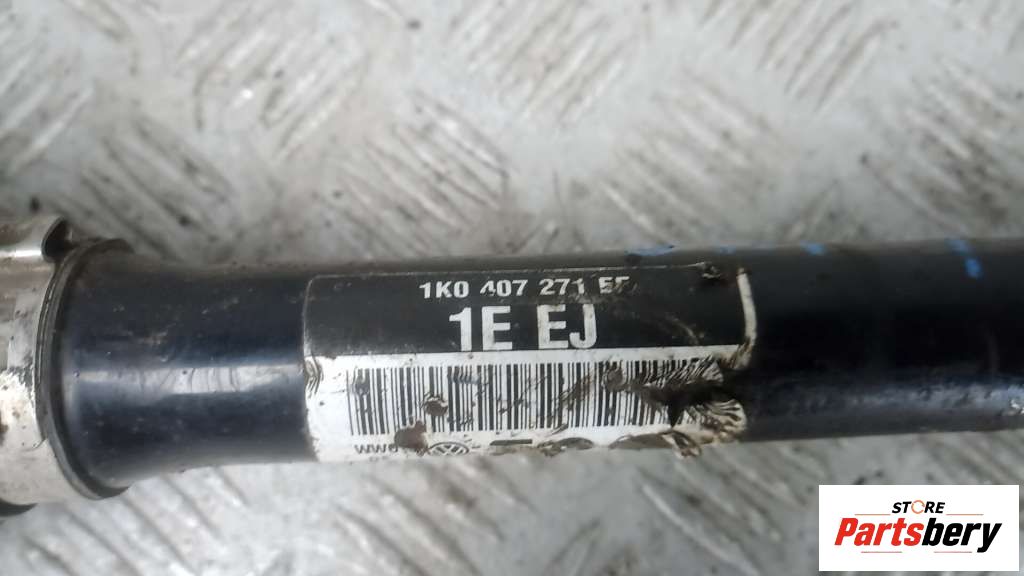 1K0 407 271
1E EJ
STORE
Partsbery